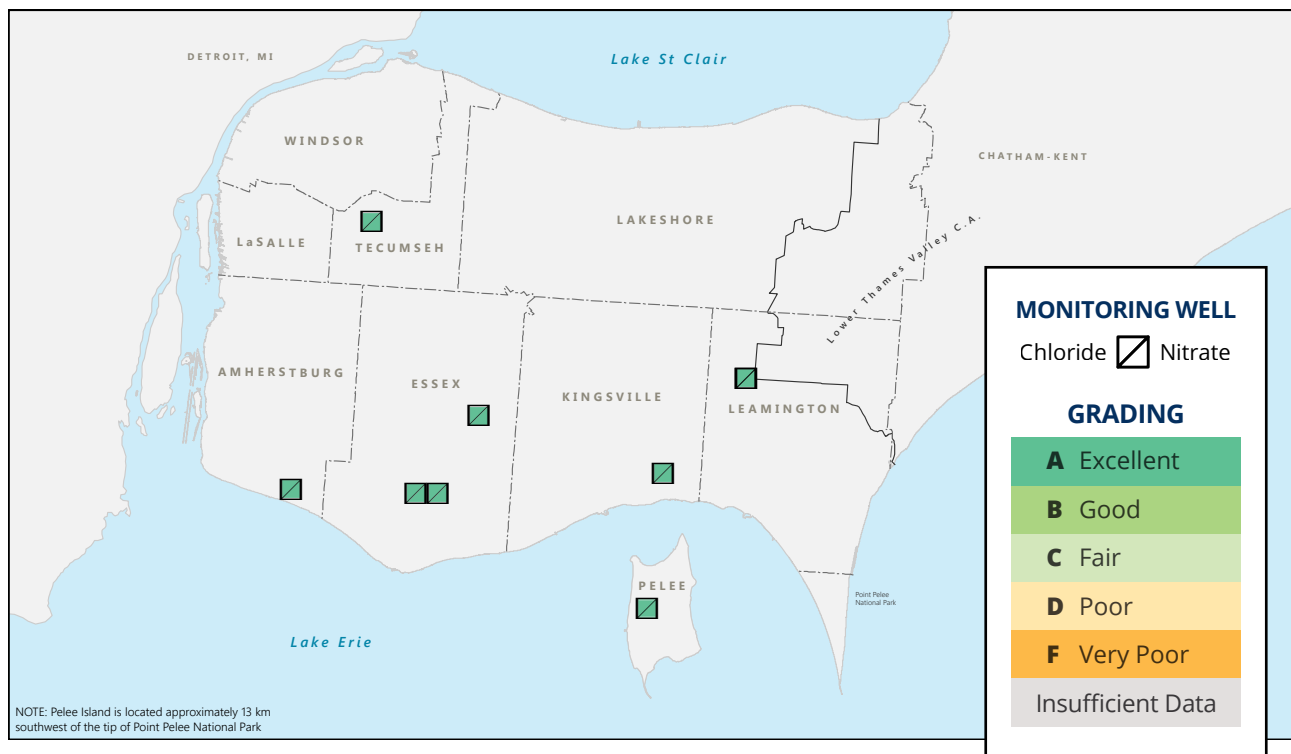 DETROIT, MI
Lake St Clair
WINDSOR
CHATHAM-KENT
LAKESHORE
LaSALLE
TECUMSEH
Lower Thames Valley C.A.
AMHERSTBURG
ESSEX
KINGSVILLE
LEAMINGTON
PELEE
Point Pelee
National Park
Lake Erie
NOTE: Pelee Island is located approximately 13 km
southwest of the tip of Point Pelee National Park
MONITORING WELL
Chloride Nitrate
GRADING
A Excellent
B Good
C Fair
D Poor
F Very Poor
Insufficient Data